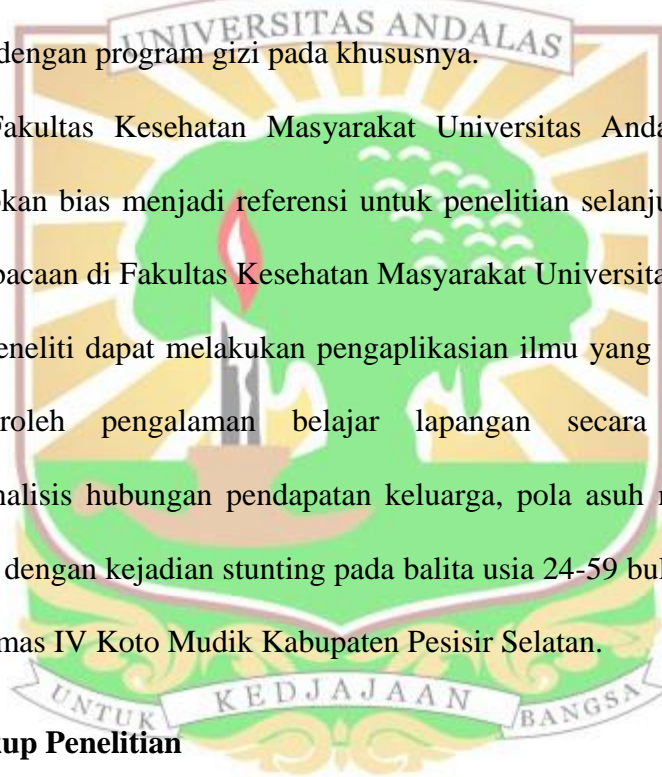 UNIVERSITAS ANDALAS
dengan program gizi pada khususnya.
Fakultas Kesehatan Masyarakat Universitas Anda
kan bias menjadi referensi untuk penelitian selanju
bacaan di Fakultas Kesehatan Masyarakat Universita
eneliti dapat melakukan pengaplikasian ilmu yang
roleh pengalaman belajar lapangan secara
nalisis hubungan pendapatan keluarga, pola asuh
dengan kejadian stunting pada balita usia 24-59 bul
mas IV Koto Mudik Kabupaten Pesisir Selatan.
UNTUK KEDJAJAAN BANGSA
kup Penelitian